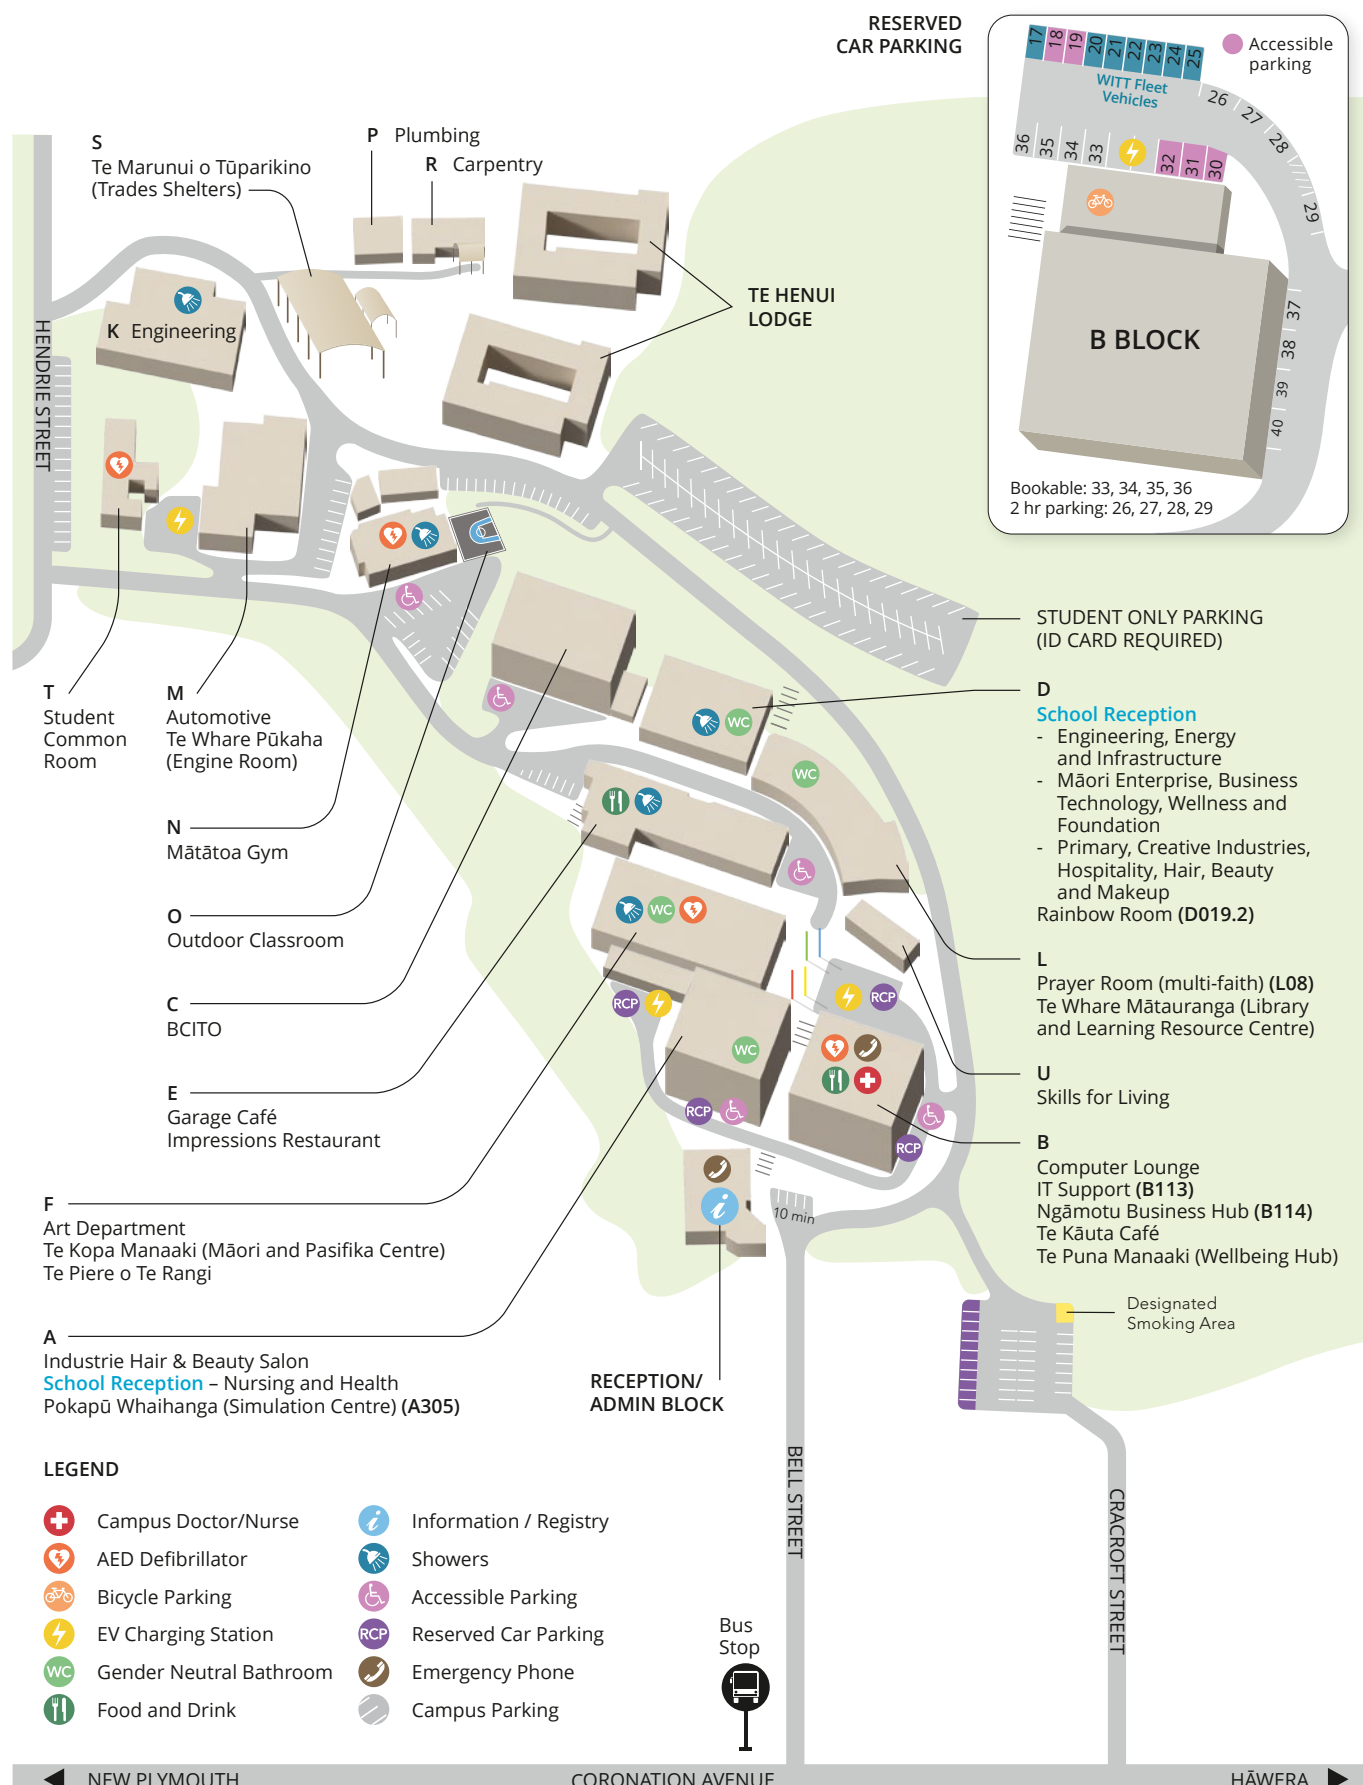 RESERVED
CAR PARKING
17
18
19
20
21
22
23
24
25
Accessible
parking
WITT Fleet
Vehicles
26
27
28
29
36
35
34
33
32
31
30
37
38
39
40
B BLOCK
Bookable: 33, 34, 35, 36
2 hr parking: 26, 27, 28, 29
S
Te Marunui o Tūparikino
(Trades Shelters)
P Plumbing
R Carpentry
K Engineering
TE HENUI
LODGE
HENDRIE STREET
STUDENT ONLY PARKING
(ID CARD REQUIRED)
T
Student
Common
Room
M
Automotive
Te Whare Pūkaha
(Engine Room)
N
Mātātoa Gym
O
Outdoor Classroom
C
BCITO
E
Garage Café
Impressions Restaurant
F
Art Department
Te Kopa Manaaki (Māori and Pasifika Centre)
Te Piere o Te Rangi
A
Industrie Hair & Beauty Salon
School Reception – Nursing and Health
Pokapū Whaihanga (Simulation Centre) (A305)
D
School Reception
- Engineering, Energy
and Infrastructure
- Māori Enterprise, Business
Technology, Wellness and
Foundation
- Primary, Creative Industries,
Hospitality, Hair, Beauty
and Makeup
Rainbow Room (D019.2)
L
Prayer Room (multi-faith) (L08)
Te Whare Mātauranga (Library
and Learning Resource Centre)
U
Skills for Living
B
Computer Lounge
IT Support (B113)
Ngāmotu Business Hub (B114)
Te Kāuta Café
Te Puna Manaaki (Wellbeing Hub)
WC
WC
WC
RCP
RCP
WC
RCP
RCP
i
10 min
Designated
Smoking Area
RECEPTION/
ADMIN BLOCK
BELL STREET
CRACROFT STREET
LEGEND
Campus Doctor/Nurse
AED Defibrillator
Bicycle Parking
EV Charging Station
WC Gender Neutral Bathroom
Food and Drink
i Information / Registry
Showers
Accessible Parking
RCP Reserved Car Parking
Emergency Phone
Campus Parking
Bus
Stop
NEW PLYMOUTH
CORONATION AVENUE
HĀWERA